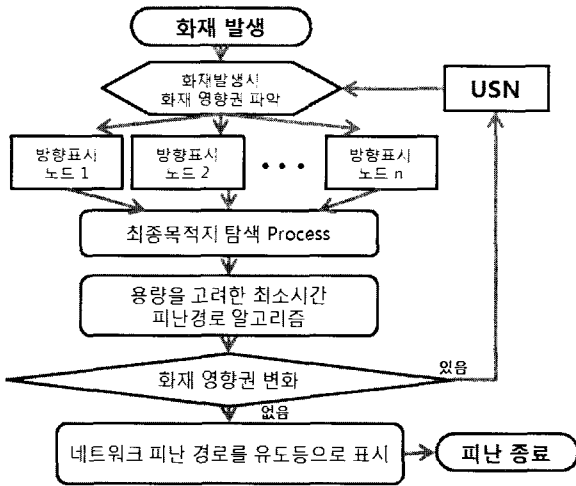 화재 발생
화재발생시
화재 영향권 파악
USN
방향표시
노드 1
방향표시
노드 2
• • •
방향표시
노드 n
최종목적지 탐색 Process
용량을 고려한 최소시간
피난경로 알고리즘
화재 영향권 변화
있음
없음
네트워크 피난 경로를 유도등으로 표시
피난 종료